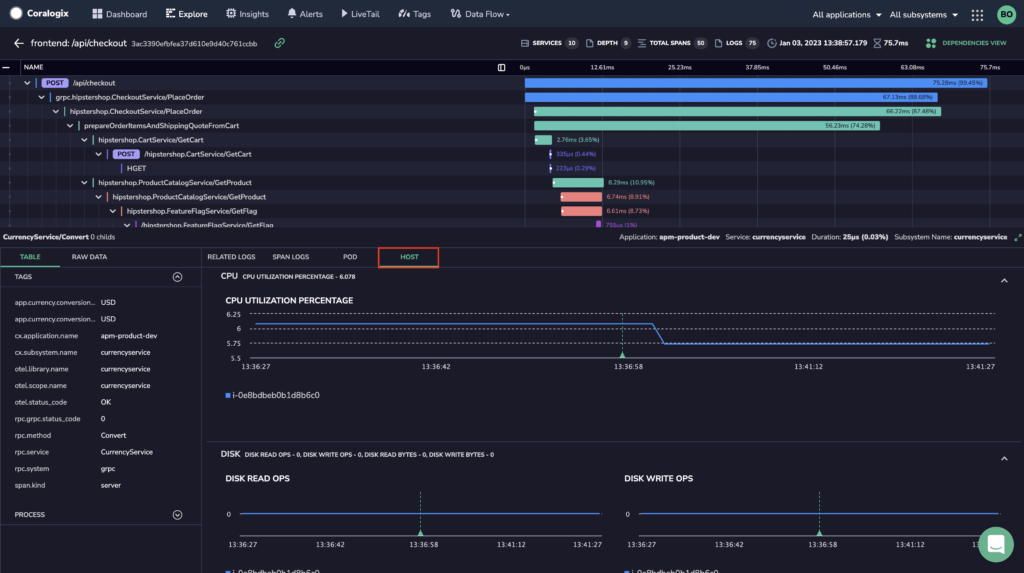 Coralogix Dashboard Explore Insights Alerts LiveTail Tags Data Flow All applications All subsystems BO
frontend: /api/checkout 3ac3390efbfea37d610e9d40c761ccbb SERVICES 10 DEPTH 9 TOTAL SPANS 50 LOGS 75 Jan 03, 2023 13:38:57.179 75.7ms DEPENDENCIES VIEW
NAME 0µs 12.61ms 25.23ms 37.85ms 50.46ms 63.08ms 75.7ms
POST /api/checkout 75.28ms (99.45%)
grpc.hipstershop.CheckoutService/PlaceOrder 67.13ms (88.68%)
hipstershop.CheckoutService/PlaceOrder 66.22ms (87.48%)
prepareOrderItemsAndShippingQuoteFromCart 56.23ms (74.28%)
hipstershop.CartService/GetCart 2.76ms (3.65%)
POST /hipstershop.CartService/GetCart 335µs (0.44%)
HGET 223µs (0.29%)
hipstershop.ProductCatalogService/GetProduct 8.29ms (10.95%)
hipstershop.ProductCatalogService/GetProduct 6.74ms (8.91%)
hipstershop.FeatureFlagService/GetFlag 6.61ms (8.73%)
/hipstershop.FeatureFlagService/GetFlag 755µs (1%)
CurrencyService/Convert 0 childs Application: apm-product-dev Service: currencyservice Duration: 25µs (0.03%) Subsystem Name: currencyservice
TABLE RAW DATA RELATED LOGS SPAN LOGS POD HOST
TAGS
app.currency.conversion... USD
app.currency.conversion... USD
cx.application.name apm-product-dev
cx.subsystem.name currencyservice
otel.library.name currencyservice
otel.scope.name currencyservice
otel.status_code OK
rpc.grpc.status_code 0
rpc.method Convert
rpc.service CurrencyService
rpc.system grpc
span.kind server
PROCESS
CPU CPU UTILIZATION PERCENTAGE - 6.078
CPU UTILIZATION PERCENTAGE
6.25
6
5.75
5.5
13:36:27 13:36:42 13:36:58 13:41:12 13:41:27
i-0e8bdbeb0b1d8b6c0
DISK DISK READ OPS - 0, DISK WRITE OPS - 0, DISK READ BYTES - 0, DISK WRITE BYTES - 0
DISK READ OPS DISK WRITE OPS
0 0
13:36:27 13:36:42 13:36:58 13:41:12 13:41:27 13:36:27 13:36:42 13:36:58 13:41:12
i-0e8bdbeb0b1d8b6c0 i-0e8bdbeb0b1d8b6c0